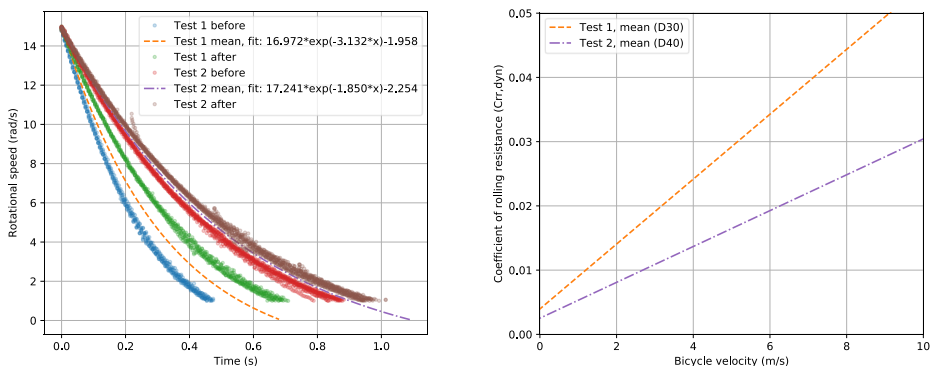 Test 1 before
Test 1 mean, fit: 16.972*exp(-3.132*x)-1.958
Test 1 after
Test 2 before
Test 2 mean, fit: 17.241*exp(-1.850*x)-2.254
Test 2 after
14
12
10
8
6
4
2
0
Rotational speed (rad/s)
0.0 0.2 0.4 0.6 0.8 1.0
Time (s)
Test 1, mean (D30)
Test 2, mean (D40)
0.05
0.04
0.03
0.02
0.01
0.00
Coefficient of rolling resistance (Crr,dyn)
0 2 4 6 8 10
Bicycle velocity (m/s)